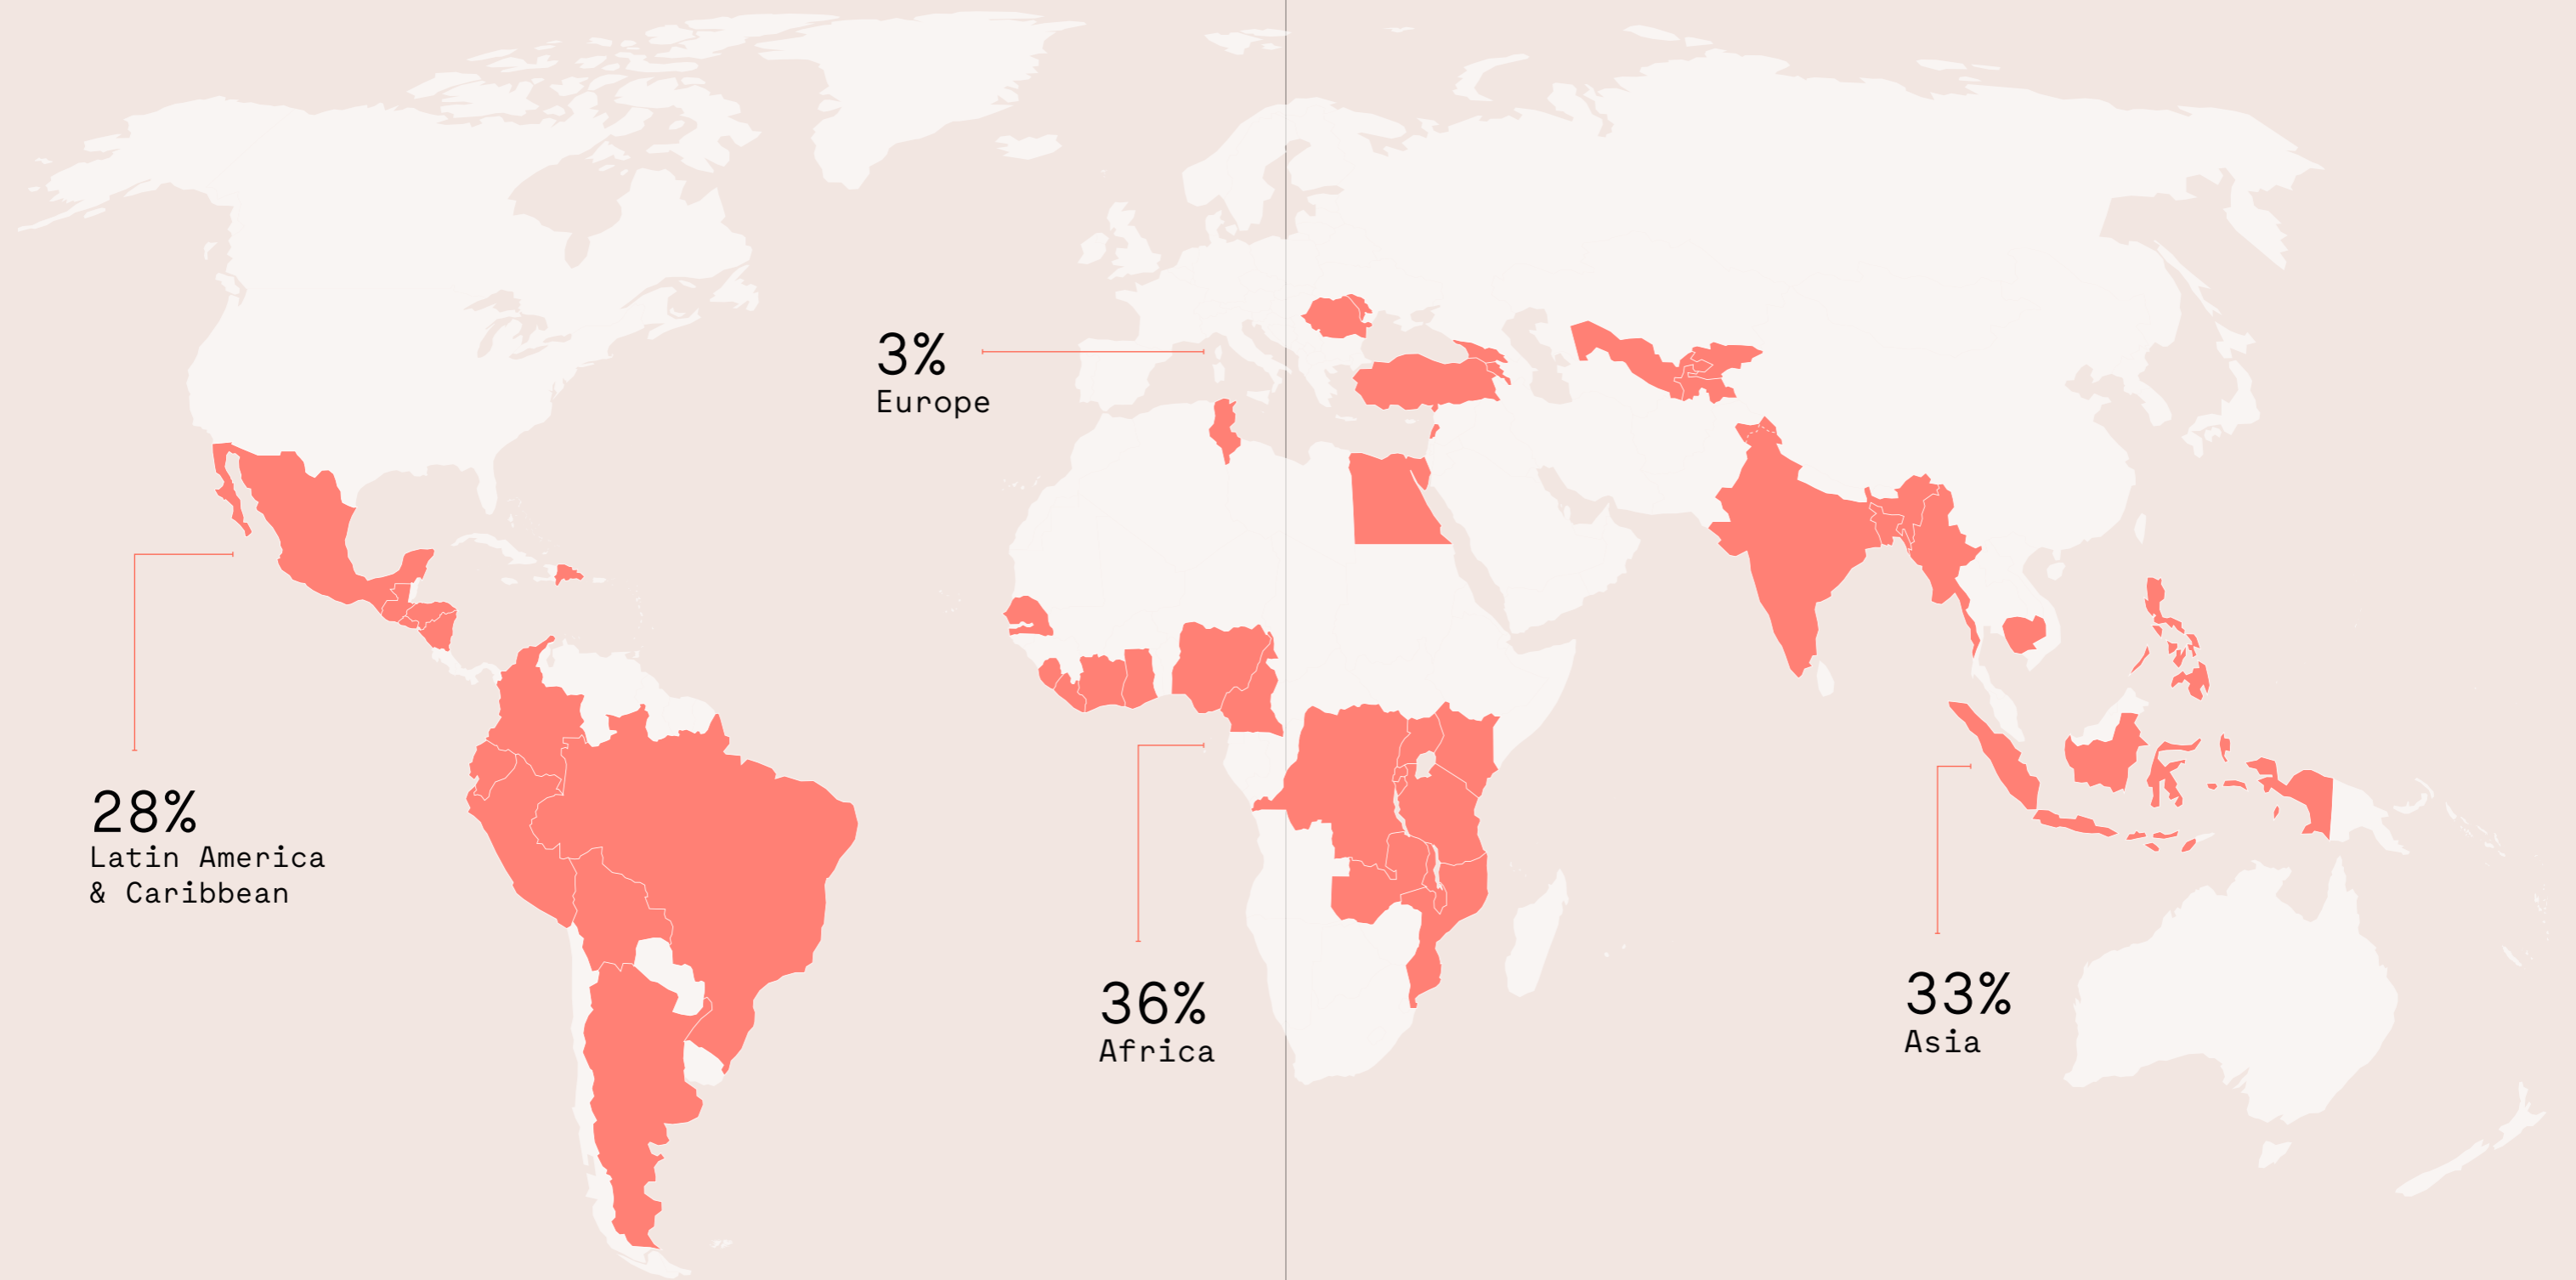 3%
Europe
28%
Latin America
& Caribbean
36%
Africa
33%
Asia